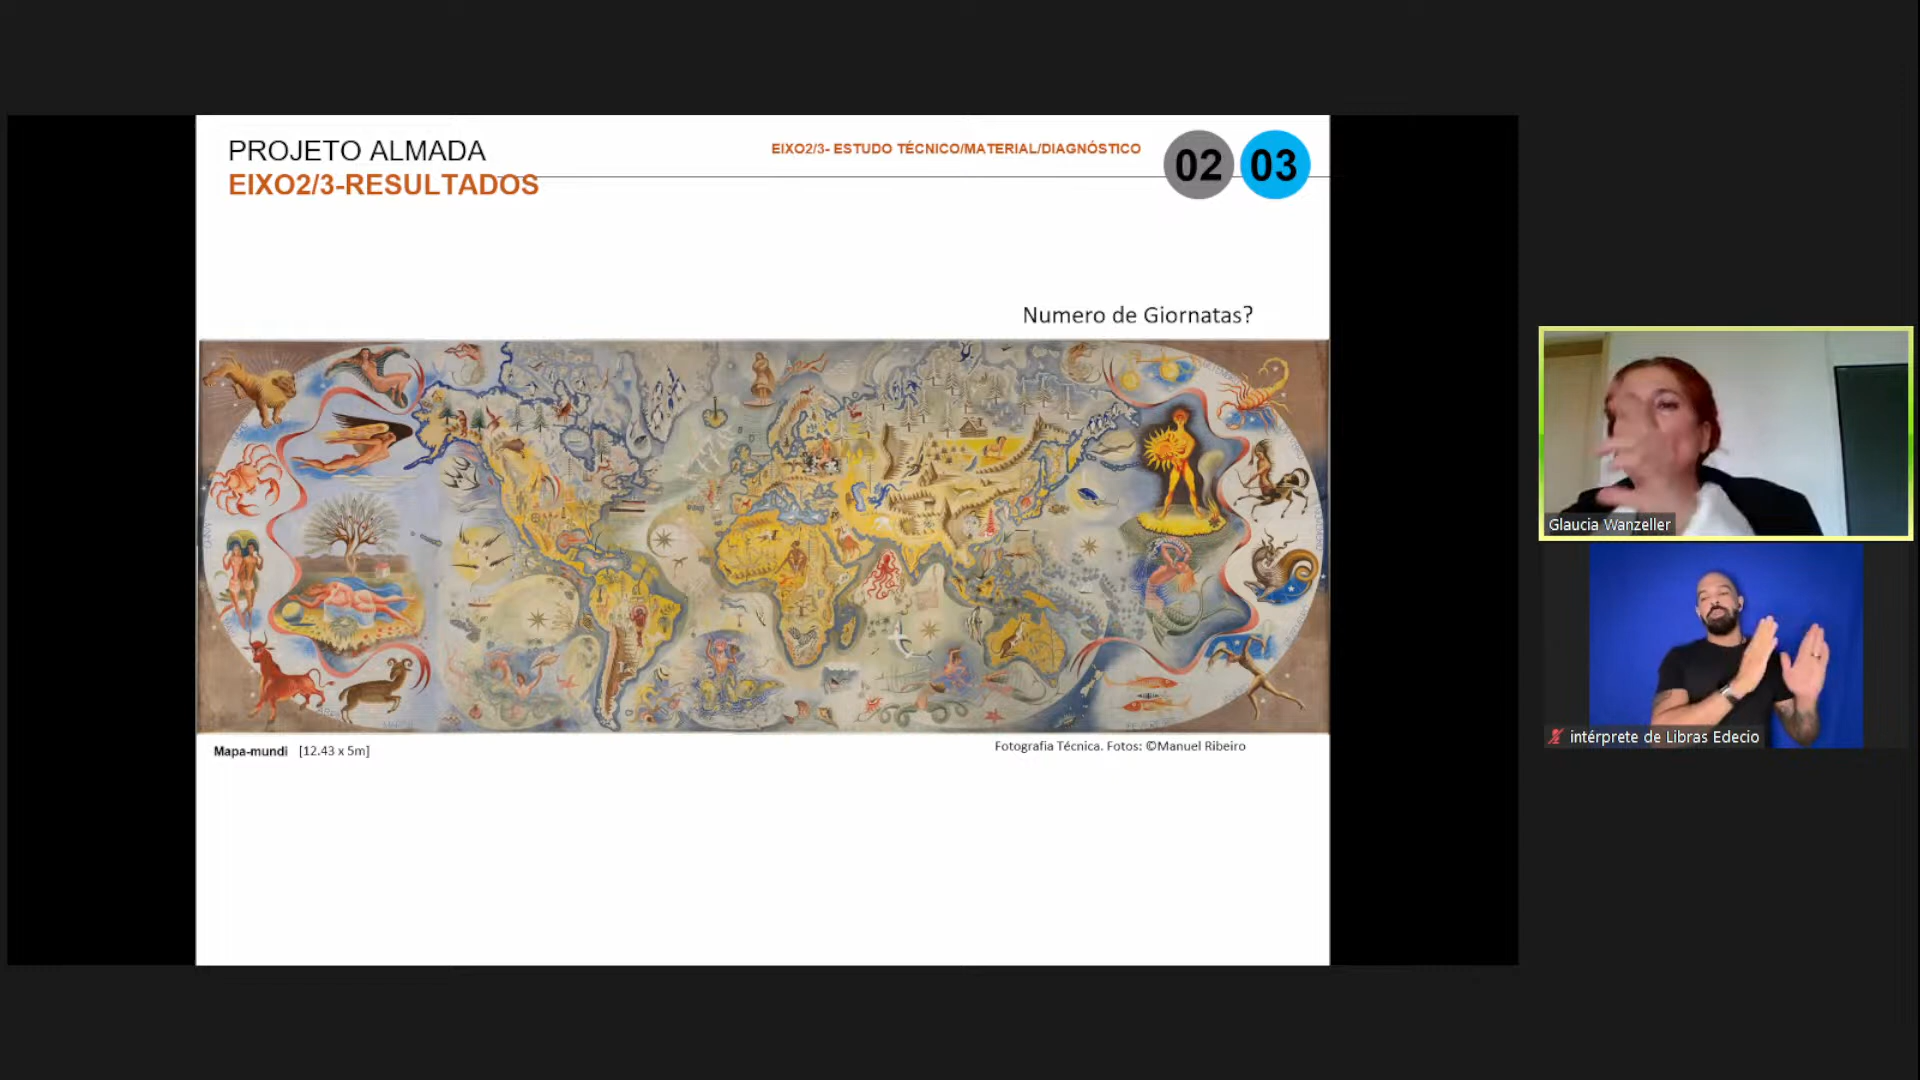 PROJETO ALMADA
EIXO2/3-RESULTADOS
EIXO2/3- ESTUDO TÉCNICO/MATERIAL/DIAGNÓSTICO
02
03
Numero de Giornatas?
Mapa-mundi [12.43 x 5m]
Fotografia Técnica. Fotos: ©Manuel Ribeiro
Glaucia Wanzeller
intérprete de Libras Edecio